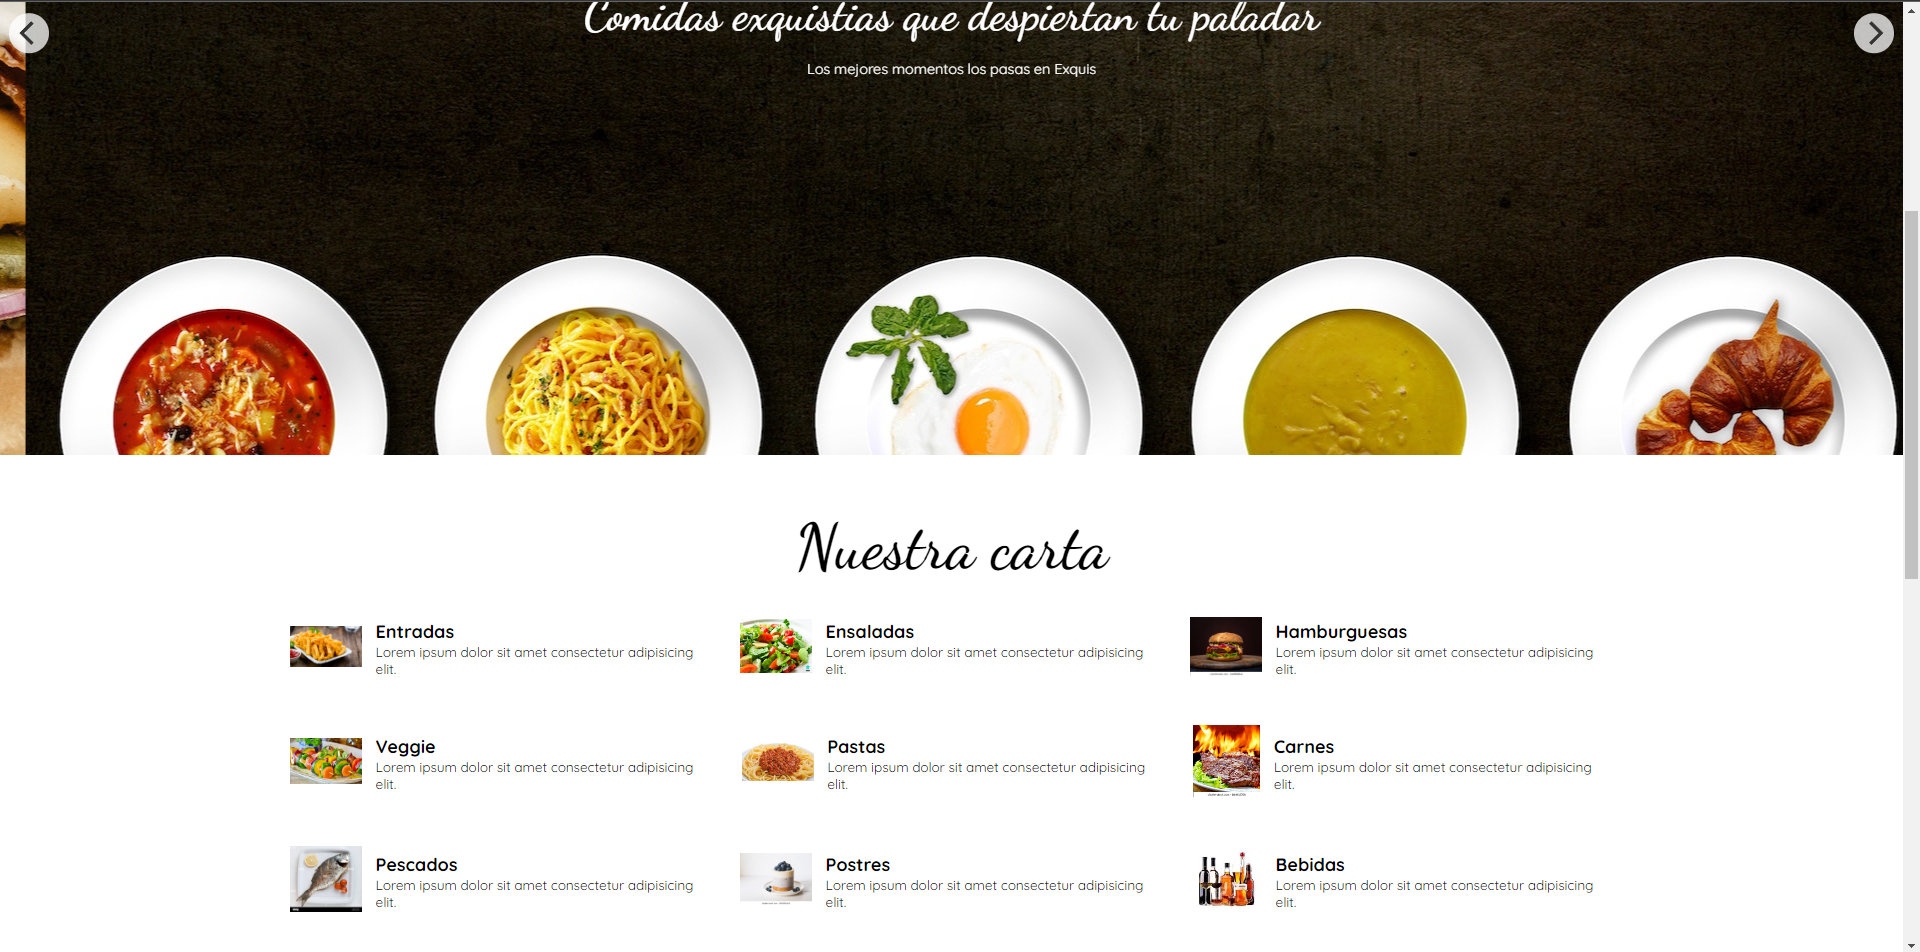 Comidas exquistias que despiertan tu paladar
Los mejores momentos los pasas en Exquis
Nuestra carta
Entradas
Lorem ipsum dolor sit amet consectetur adipisicing
elit.
Ensaladas
Lorem ipsum dolor sit amet consectetur adipisicing
elit.
Hamburguesas
Lorem ipsum dolor sit amet consectetur adipisicing
elit.
Veggie
Lorem ipsum dolor sit amet consectetur adipisicing
elit.
Pastas
Lorem ipsum dolor sit amet consectetur adipisicing
elit.
Carnes
Lorem ipsum dolor sit amet consectetur adipisicing
elit.
Pescados
Lorem ipsum dolor sit amet consectetur adipisicing
elit.
Postres
Lorem ipsum dolor sit amet consectetur adipisicing
elit.
Bebidas
Lorem ipsum dolor sit amet consectetur adipisicing
elit.